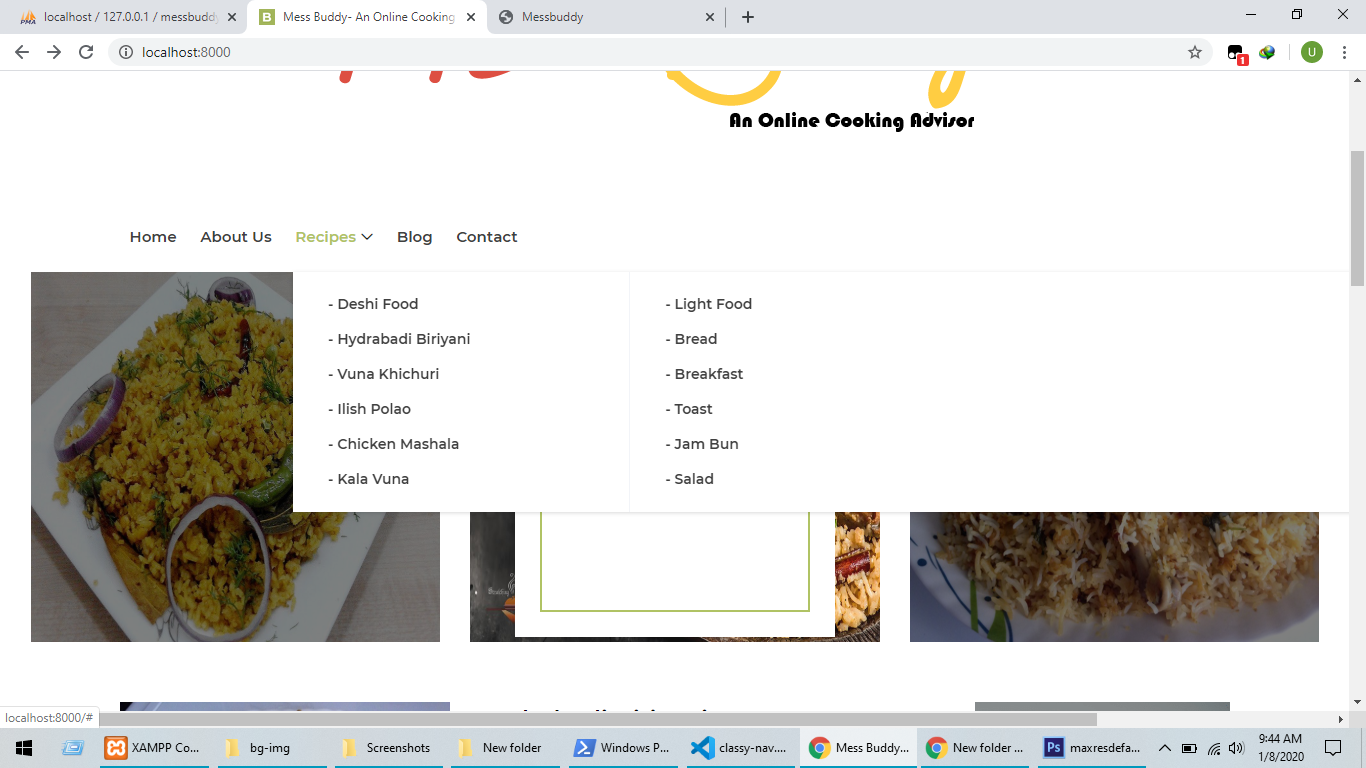 localhost / 127.0.0.1 / messbuddy
Mess Buddy- An Online Cooking
Messbuddy
localhost:8000
1
U
An Online Cooking Advisor
Home About Us Recipes Blog Contact
- Deshi Food
- Hydrabadi Biriyani
- Vuna Khichuri
- Ilish Polao
- Chicken Mashala
- Kala Vuna
- Light Food
- Bread
- Breakfast
- Toast
- Jam Bun
- Salad
localhost:8000/#
XAMPP Co...
bg-img
Screenshots
New folder
Windows P...
classy-nav....
Mess Buddy...
New folder ...
Ps
maxresdefa...
9:44 AM
1/8/2020